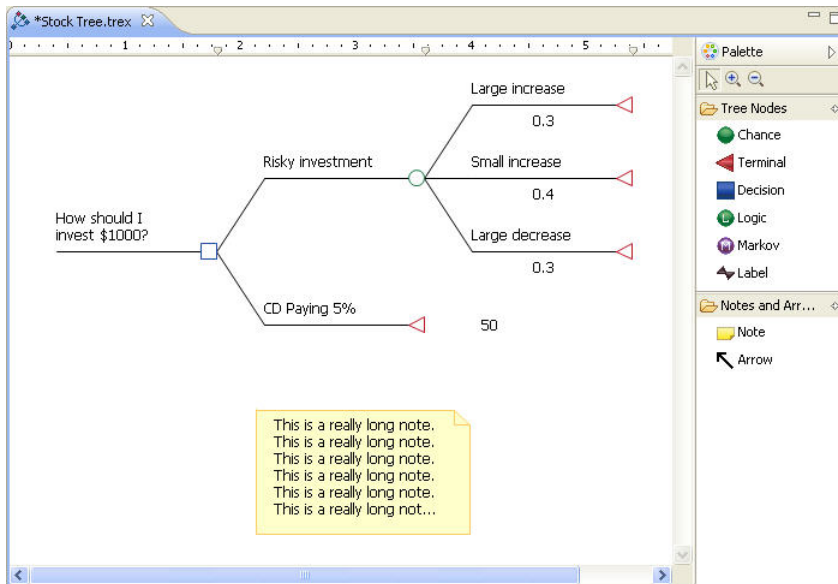 *Stock Tree.trex
0 1 2 3 4 5
Palette
Tree Nodes
Chance
Terminal
Decision
L Logic
M Markov
Label
Notes and Arr...
Note
Arrow
Large increase
0.3
Risky investment
Small increase
0.4
How should I
invest $1000?
Large decrease
0.3
CD Paying 5%
50
This is a really long note.
This is a really long note.
This is a really long note.
This is a really long note.
This is a really long note.
This is a really long not...